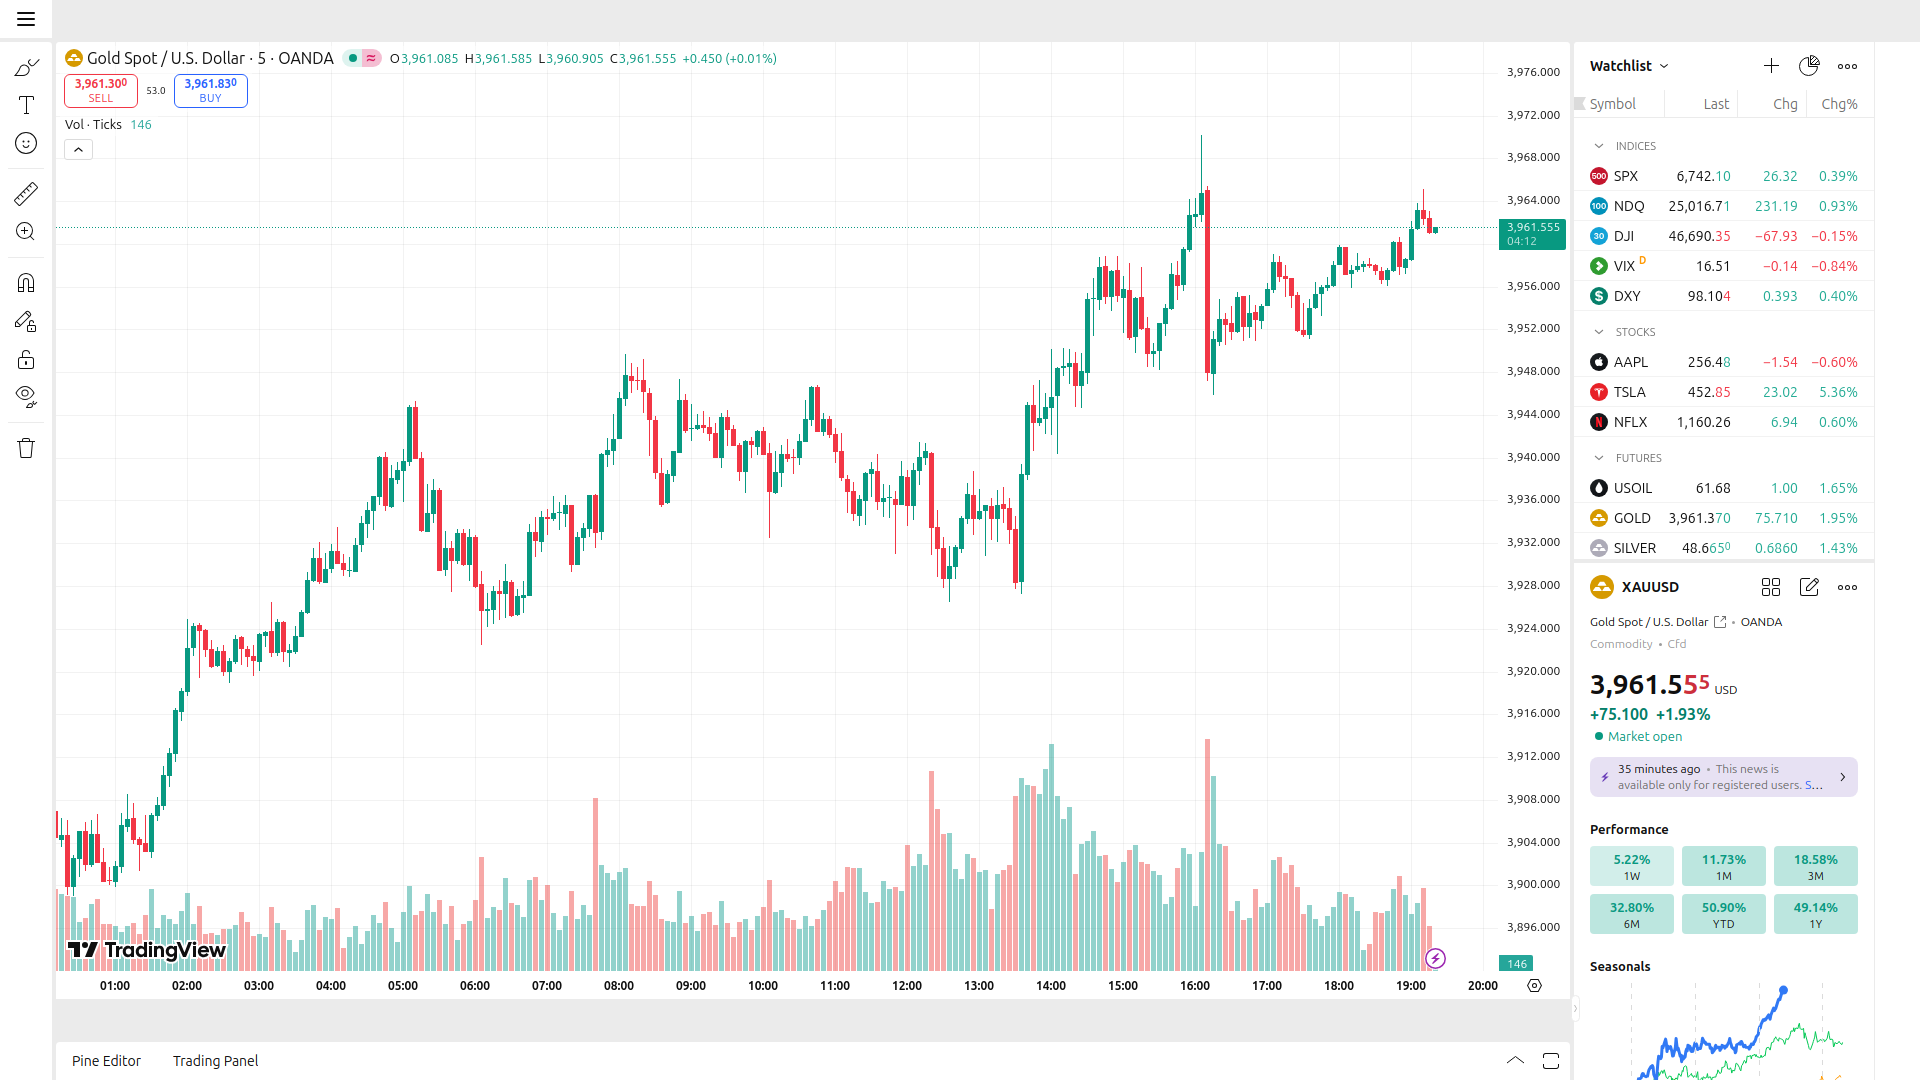 Gold Spot / U.S. Dollar · 5 · OANDA O3,961.085 H3,961.585 L3,960.905 C3,961.555 +0.450 (+0.01%)
3,961.300 SELL
53.0
3,961.830 BUY
Vol · Ticks 146
3,976.000
3,972.000
3,968.000
3,964.000
3,961.555
04:12
3,956.000
3,952.000
3,948.000
3,944.000
3,940.000
3,936.000
3,932.000
3,928.000
3,924.000
3,920.000
3,916.000
3,912.000
3,908.000
3,904.000
3,900.000
3,896.000
146
TradingView
01:00 02:00 03:00 04:00 05:00 06:00 07:00 08:00 09:00 10:00 11:00 12:00 13:00 14:00 15:00 16:00 17:00 18:00 19:00 20:00
Pine Editor Trading Panel
Watchlist
Symbol Last Chg Chg%
INDICES
500 SPX 6,742.10 26.32 0.39%
100 NDQ 25,016.71 231.19 0.93%
30 DJI 46,690.35 −67.93 −0.15%
VIX D 16.51 −0.14 −0.84%
S DXY 98.104 0.393 0.40%
STOCKS
AAPL 256.48 −1.54 −0.60%
TSLA 452.85 23.02 5.36%
N NFLX 1,160.26 6.94 0.60%
FUTURES
USOIL 61.68 1.00 1.65%
GOLD 3,961.370 75.710 1.95%
SILVER 48.6650 0.6860 1.43%
XAUUSD
Gold Spot / U.S. Dollar • OANDA
Commodity • Cfd
3,961.555 USD
+75.100 +1.93%
Market open
35 minutes ago • This news is
available only for registered users. S...
Performance
5.22% 11.73% 18.58%
1W 1M 3M
32.80% 50.90% 49.14%
6M YTD 1Y
Seasonals